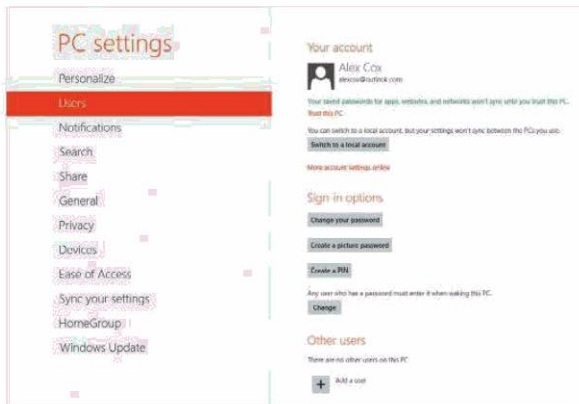 PC settings
Personalize
Users
Notifications
Search
Share
General
Privacy
Devices
Ease of Access
Sync your settings
HomeGroup
Windows Update
Your account
Alex Cox
alexcox@outlook.com
Your saved passwords for apps, websites, and networks won't sync until you trust this PC.
Trust this PC
You can switch to a local account, but your settings won't sync between the PCs you use.
Switch to a local account
More account settings online
Sign-in options
Change your password
Create a picture password
Create a PIN
Any user who has a password must enter it when waking this PC.
Change
Other users
There are no other users on this PC
Add a user